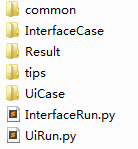 common
InterfaceCase
Result
tips
UiCase
InterfaceRun.py
UiRun.py